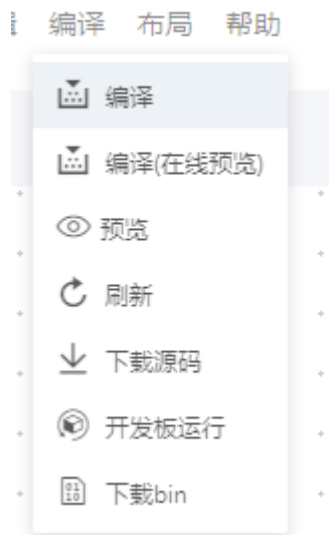 编译 布局 帮助
编译
编译(在线预览)
预览
刷新
下载源码
开发板运行
下载bin